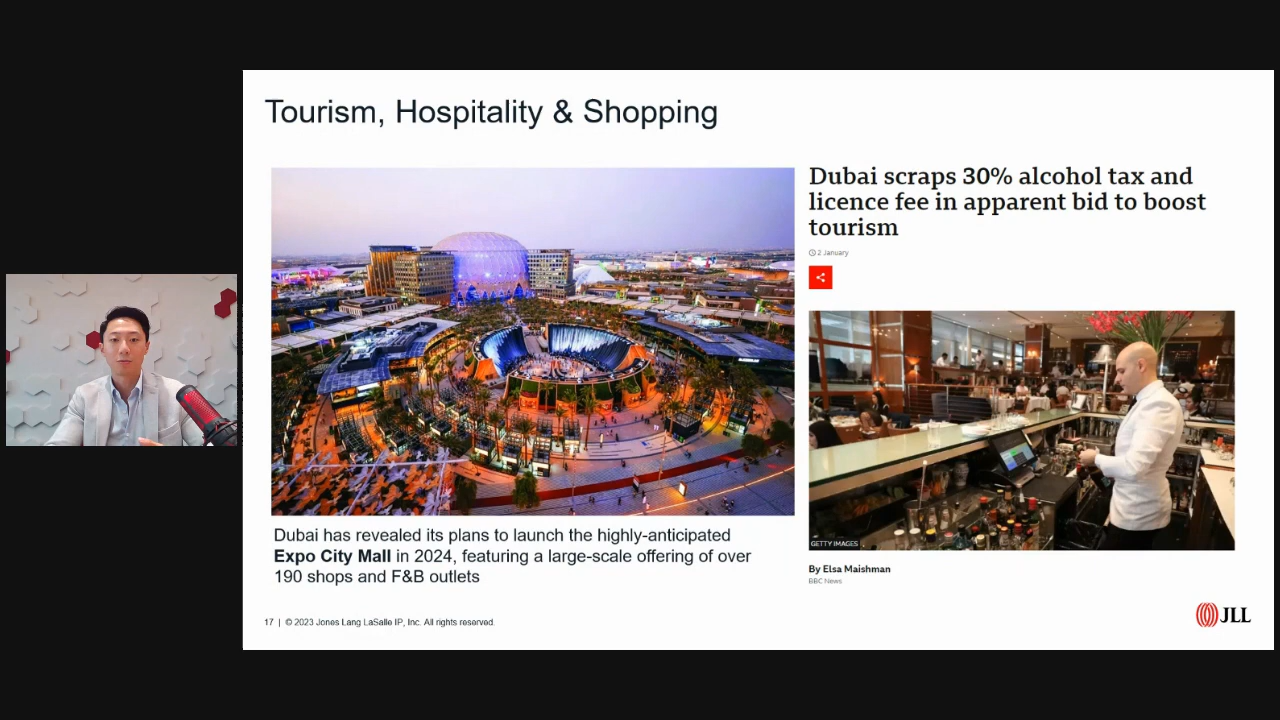 Tourism, Hospitality & Shopping
Dubai has revealed its plans to launch the highly-anticipated
Expo City Mall in 2024, featuring a large-scale offering of over
190 shops and F&B outlets
Dubai scraps 30% alcohol tax and
licence fee in apparent bid to boost
tourism
2 January
GETTY IMAGES
By Elsa Maishman
BBC News
17 | © 2023 Jones Lang LaSalle IP, Inc. All rights reserved.
JLL